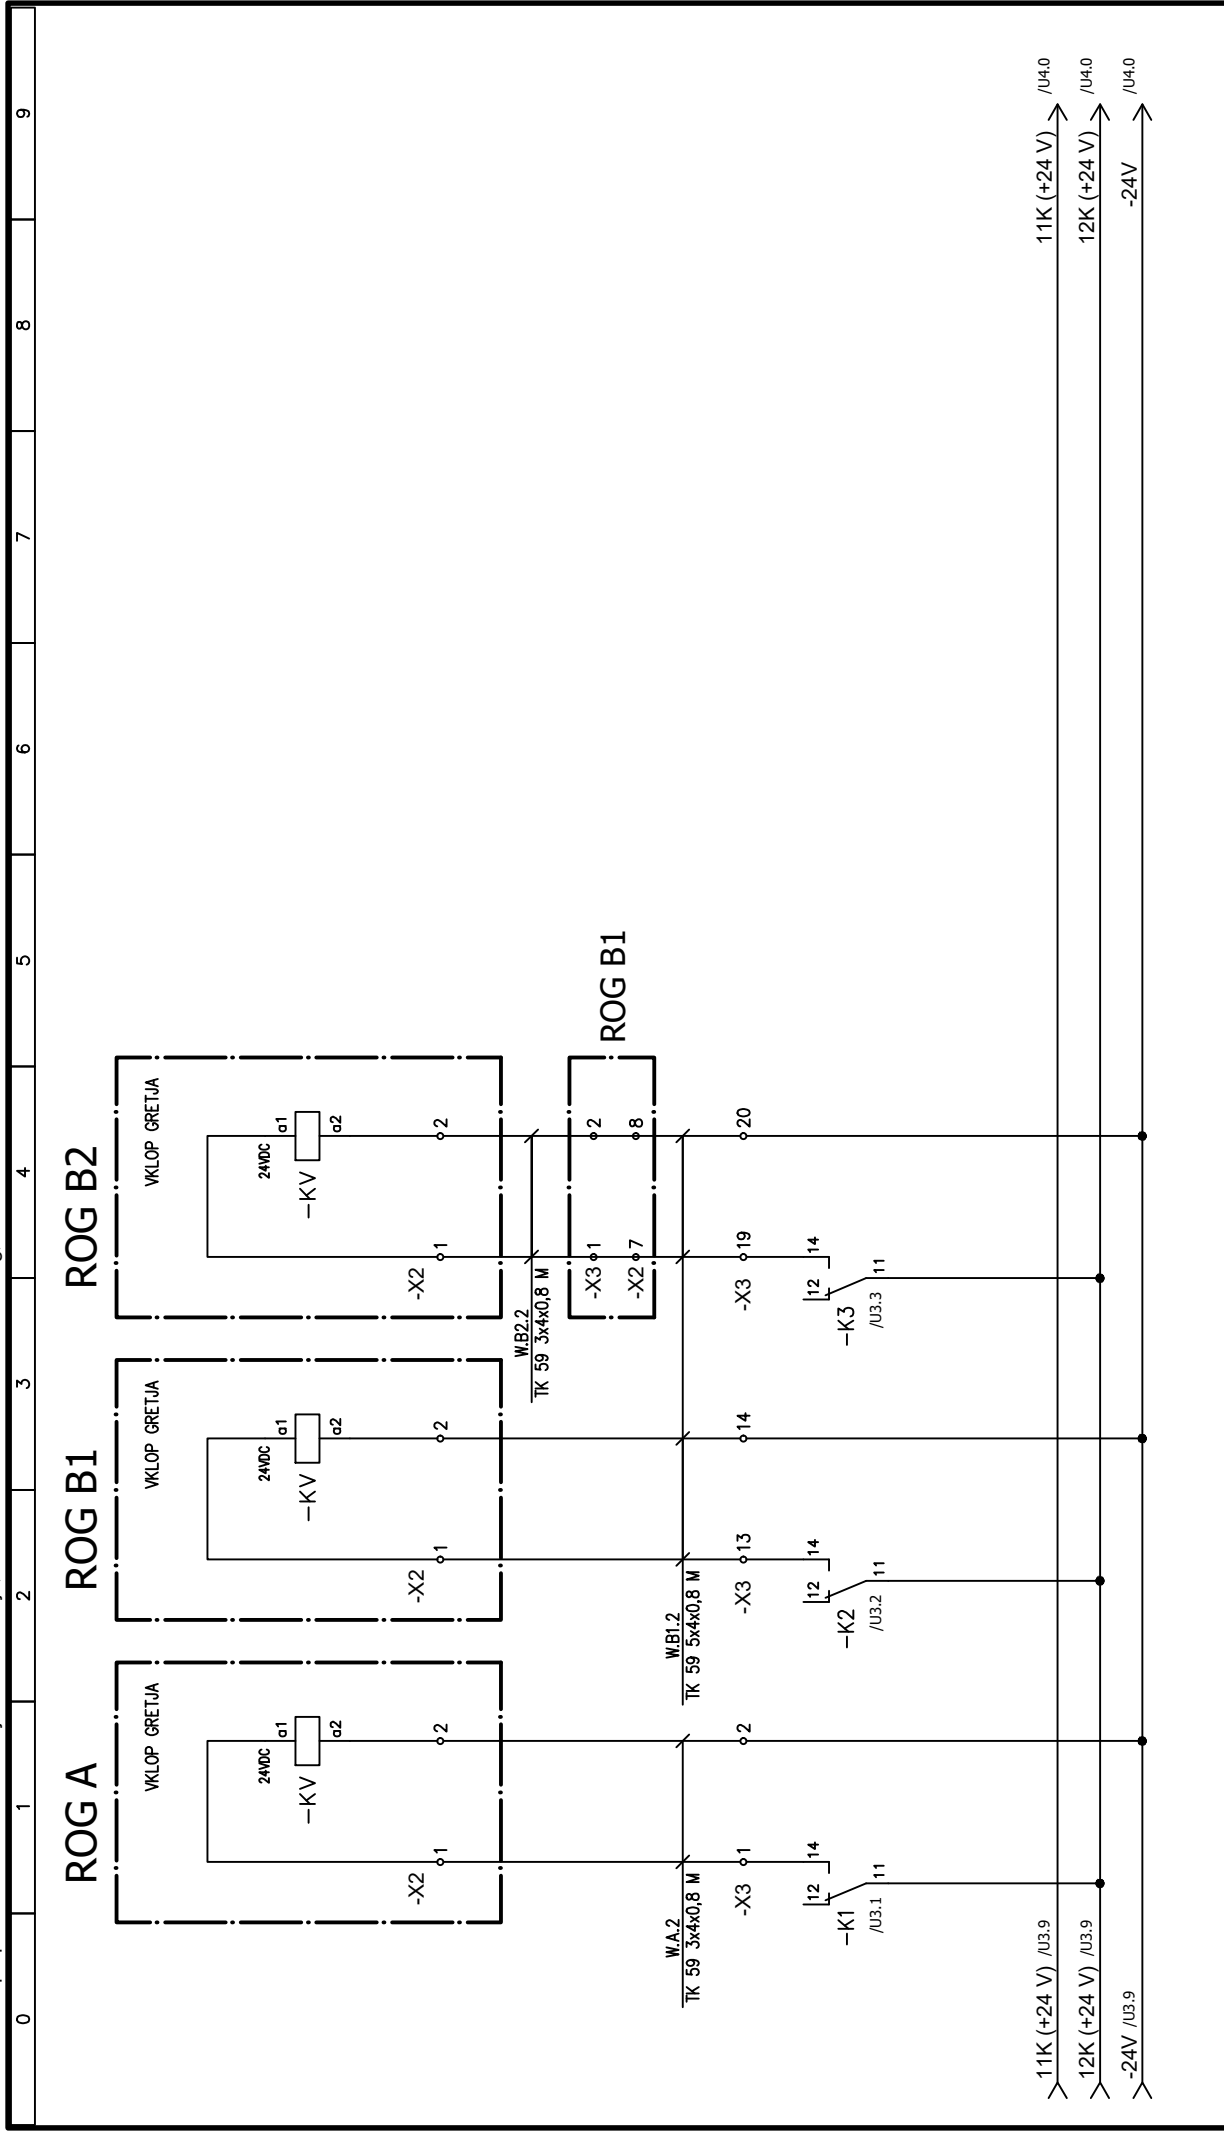 0 1 2 3 4 5 6 7 8 9
ROG A
VKLOP GRETJA
24VDC
a1
-KV
a2
-X2 1 2
W.A.2
TK 59 3x4x0,8 M
-X3 1 2
12 14
-K1
/U3.1
11
ROG B1
VKLOP GRETJA
24VDC
a1
-KV
a2
-X2 1 2
W.B1.2
TK 59 5x4x0,8 M
-X3 13 14
12 14
-K2
/U3.2
11
ROG B2
VKLOP GRETJA
24VDC
a1
-KV
a2
-X2 1 2
W.B2.2
TK 59 3x4x0,8 M
ROG B1
-X3 1 2
-X2 7 8
-X3 19 20
12 14
-K3
/U3.3
11
11K (+24 V) /U3.9 11K (+24 V) /U4.0
12K (+24 V) /U3.9 12K (+24 V) /U4.0
-24V /U3.9 -24V /U4.0